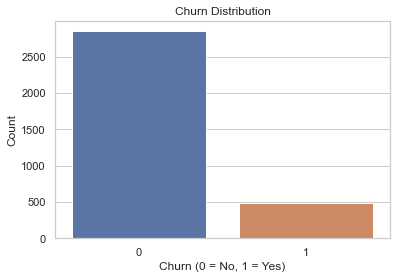 Churn Distribution
2500
2000
1500
1000
500
0
Count
0 1
Churn (0 = No, 1 = Yes)